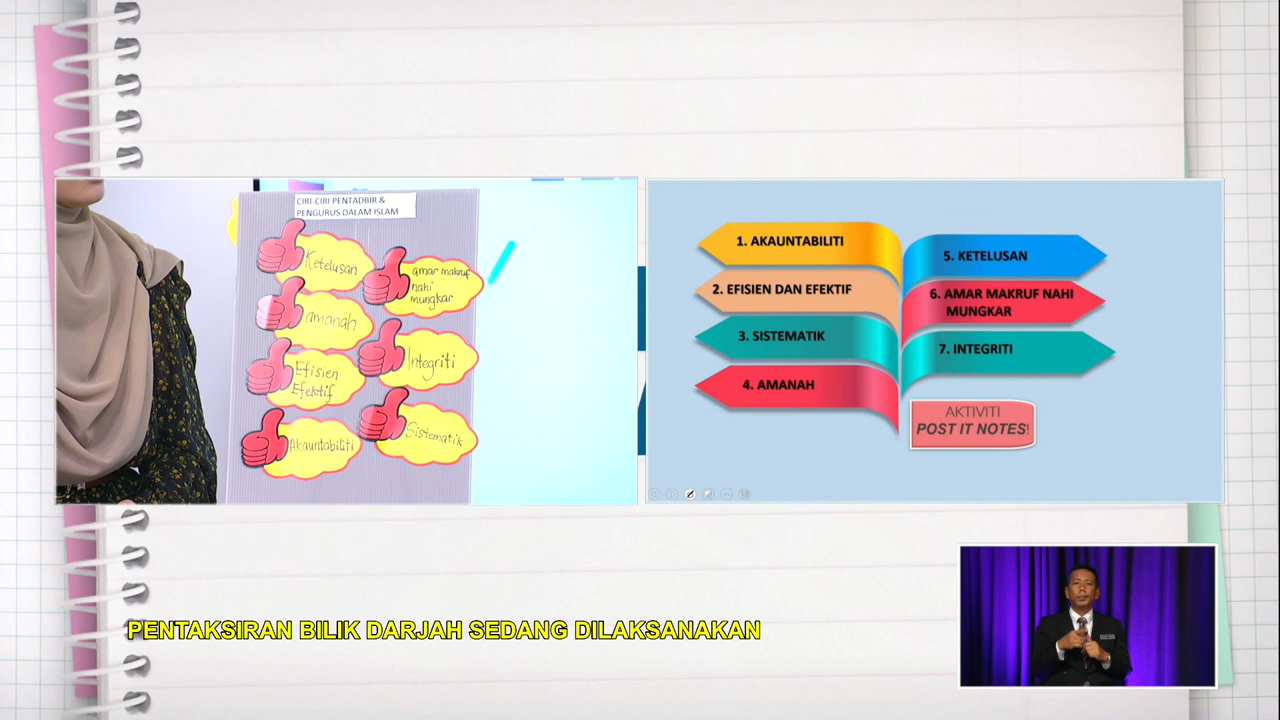 CIRI-CIRI PENTADBIR &
PENGURUS DALAM ISLAM
Ketelusan
amar makruf
nahi
mungkar
amanah
Integriti
Efisien
Efektif
Sistematik
Akauntabiliti
1. AKAUNTABILITI
2. EFISIEN DAN EFEKTIF
3. SISTEMATIK
4. AMANAH
5. KETELUSAN
6. AMAR MAKRUF NAHI
MUNGKAR
7. INTEGRITI
AKTIVITI
POST IT NOTES!
PENTAKSIRAN BILIK DARJAH SEDANG DILAKSANAKAN